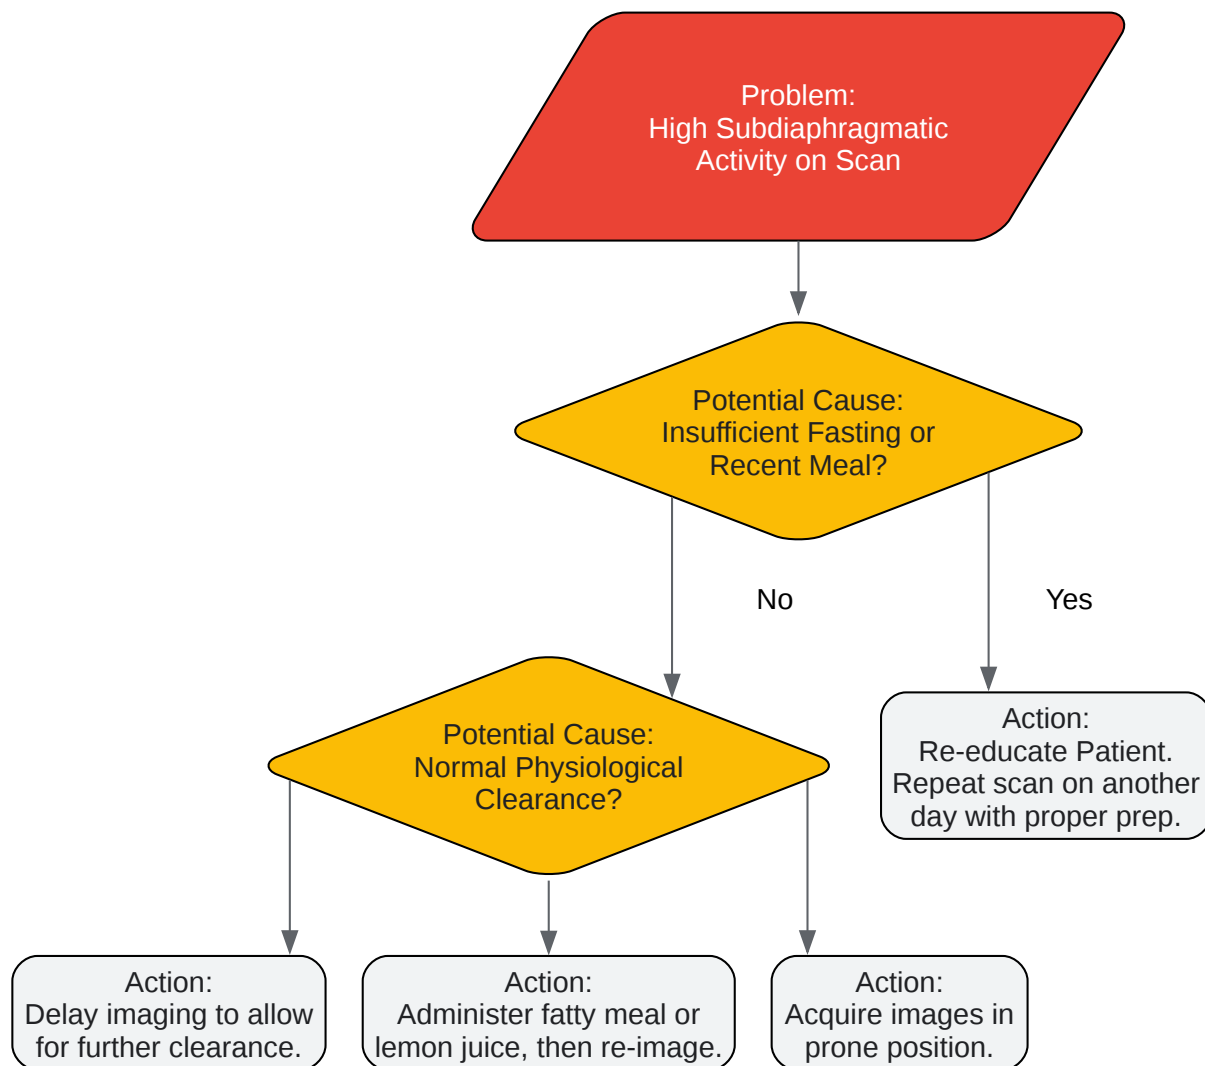 Problem:
High Subdiaphragmatic
Activity on Scan
Potential Cause:
Insufficient Fasting or
Recent Meal?
No
Yes
Potential Cause:
Normal Physiological
Clearance?
Action:
Re-educate Patient.
Repeat scan on another
day with proper prep.
Action:
Delay imaging to allow
for further clearance.
Action:
Administer fatty meal or
lemon juice, then re-image.
Action:
Acquire images in
prone position.